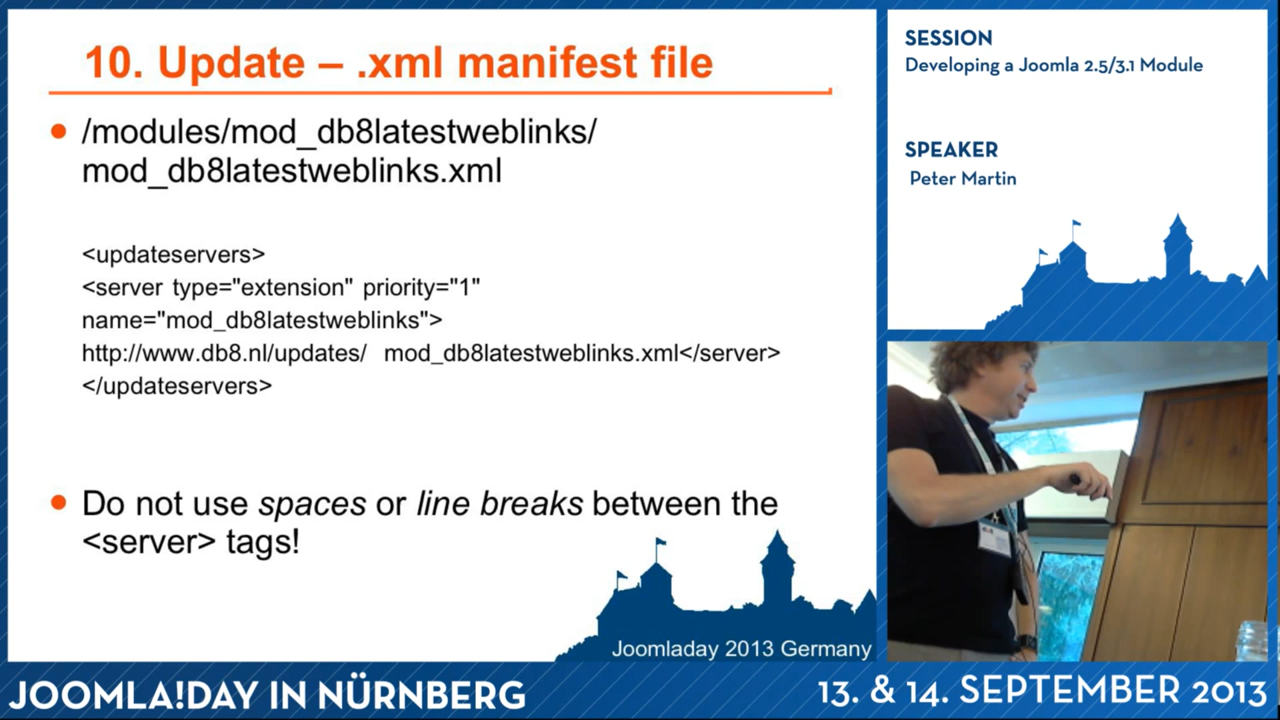 10. Update – .xml manifest file
/modules/mod_db8latestweblinks/
mod_db8latestweblinks.xml
<updateservers>
<server type="extension" priority="1"
name="mod_db8latestweblinks">
http://www.db8.nl/updates/ mod_db8latestweblinks.xml</server>
</updateservers>
Do not use spaces or line breaks between the
<server> tags!
Joomladay 2013 Germany
SESSION
Developing a Joomla 2.5/3.1 Module
SPEAKER
Peter Martin
JOOMLA!DAY IN NÜRNBERG
13. & 14. SEPTEMBER 2013